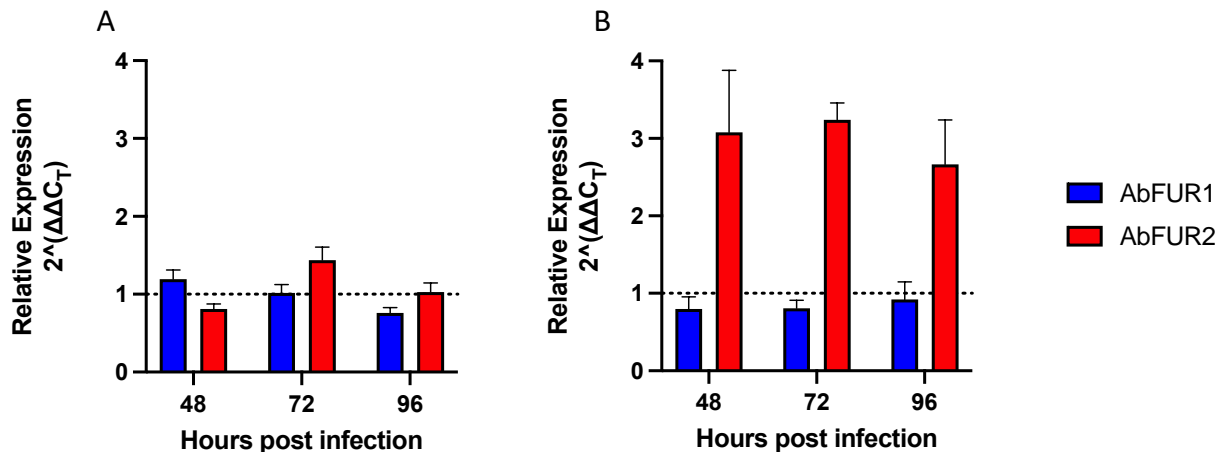 A
Relative Expression
2^(ΔΔC_T)
4
3
2
1
0
48
72
96
Hours post infection
B
Relative Expression
2^(ΔΔC_T)
4
3
2
1
0
48
72
96
Hours post infection
AbFUR1
AbFUR2